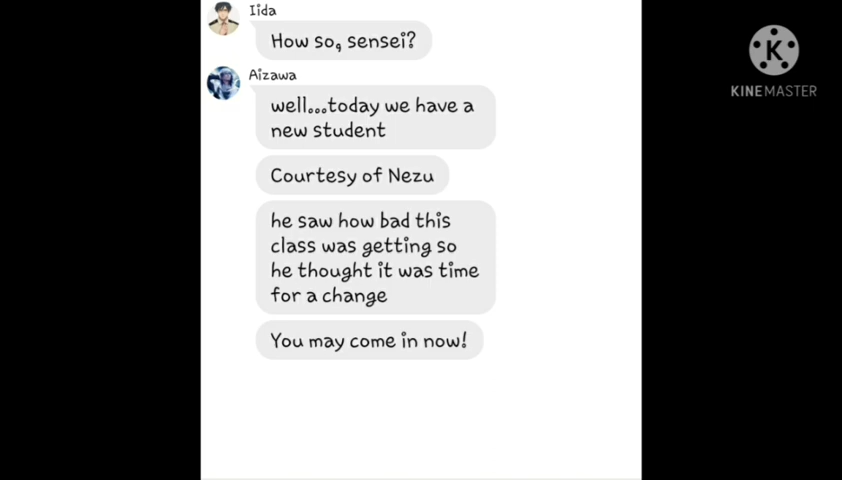 Iida
How so, sensei?
Aizawa
well...today we have a
new student
Courtesy of Nezu
he saw how bad this
class was getting so
he thought it was time
for a change
You may come in now!
K
KINEMASTER